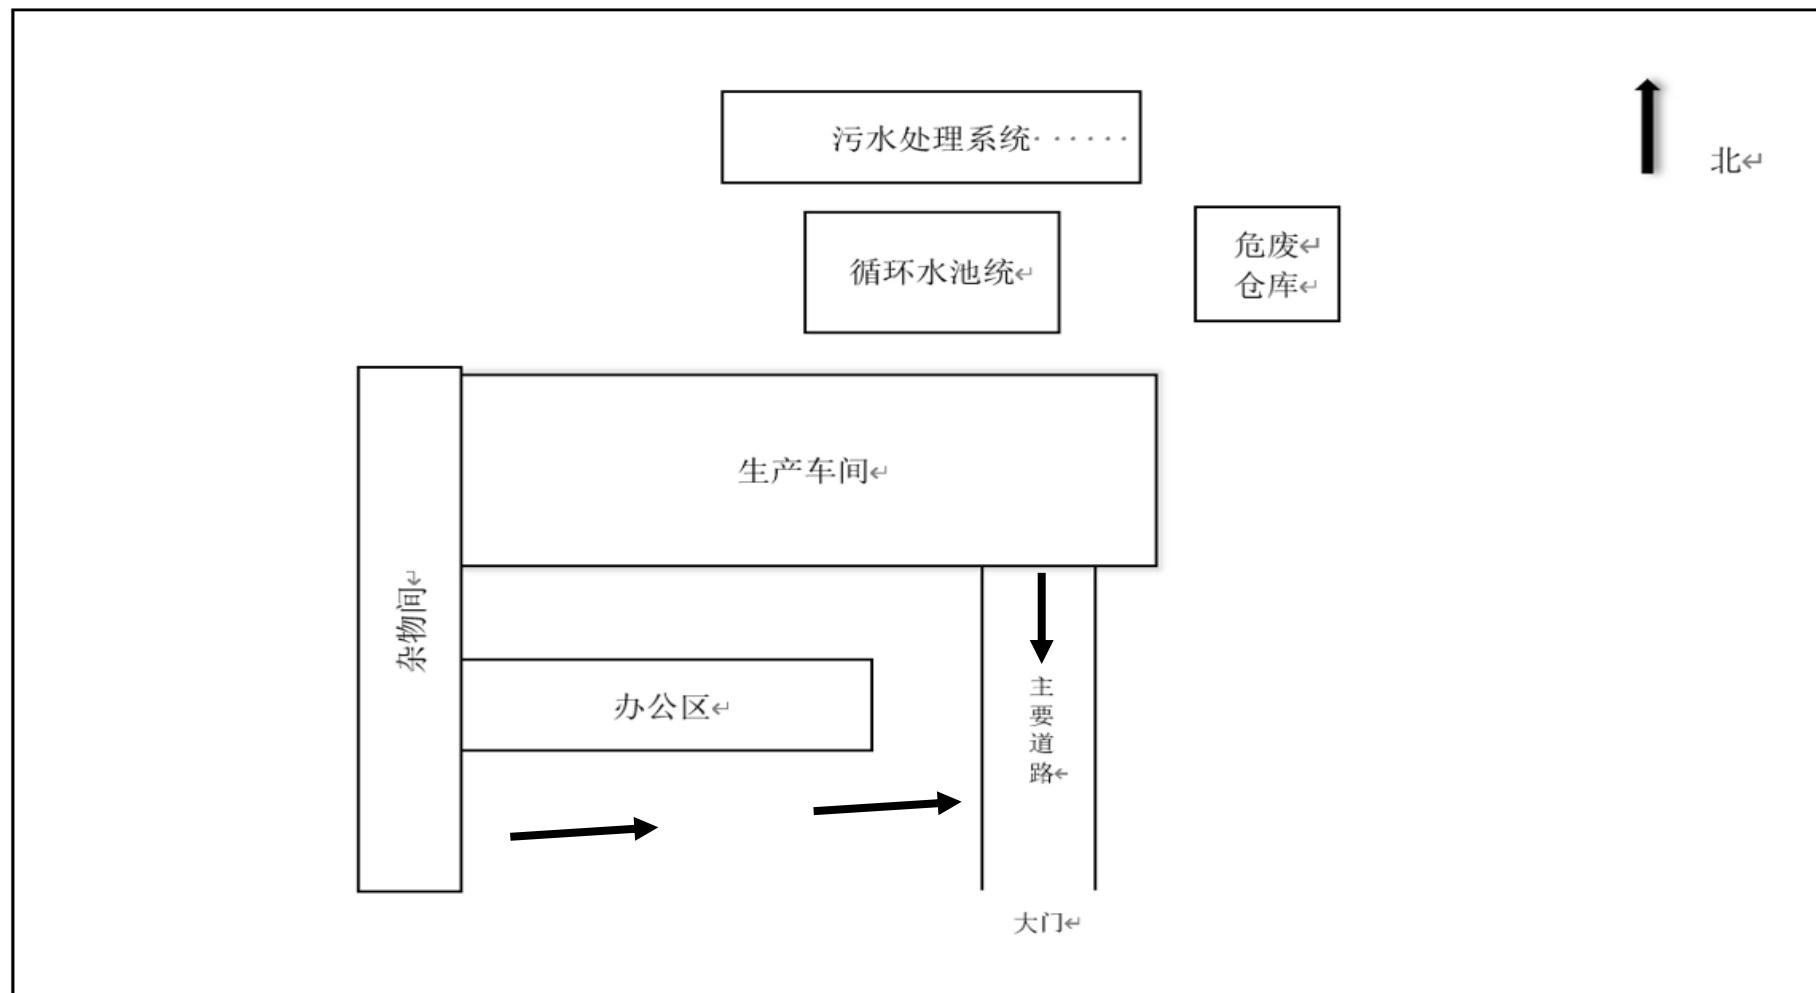 污水处理系统······
北
循环水池统
危废
仓库
生产车间
杂物间
办公区
主
要
道
路
大门